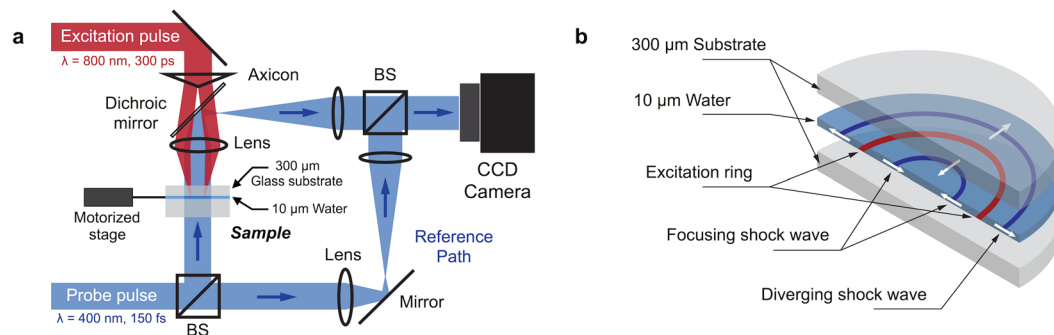 a
Excitation pulse
λ = 800 nm, 300 ps
Axicon
Dichroic
mirror
Lens
BS
CCD
Camera
300 μm
Glass substrate
10 μm Water
Motorized
stage
Sample
Reference
Path
Lens
Mirror
Probe pulse
λ = 400 nm, 150 fs
BS
b
300 μm Substrate
10 μm Water
Excitation ring
Focusing shock wave
Diverging shock wave